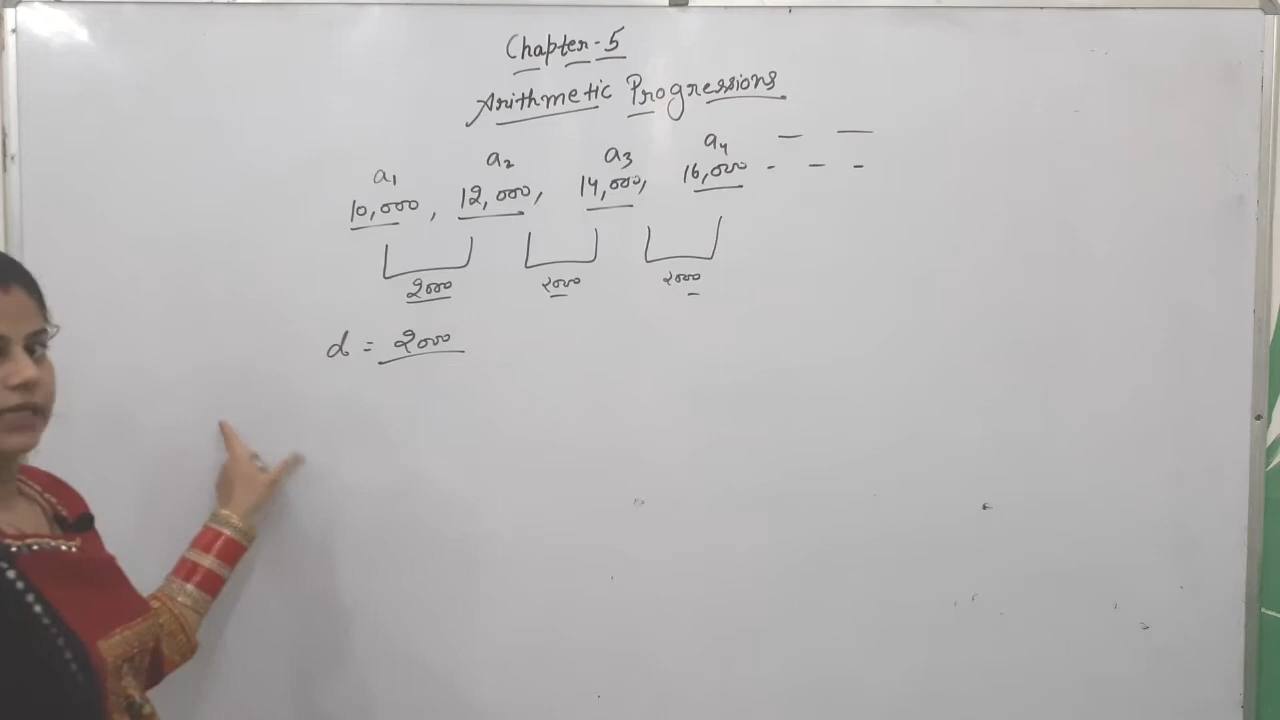 Chapter-5
Arithmetic Progressions
a1 a2 a3 a4 — —
10,000, 12,000, 14,000, 16,000 - - -
2000 2000 2000
d = 2000